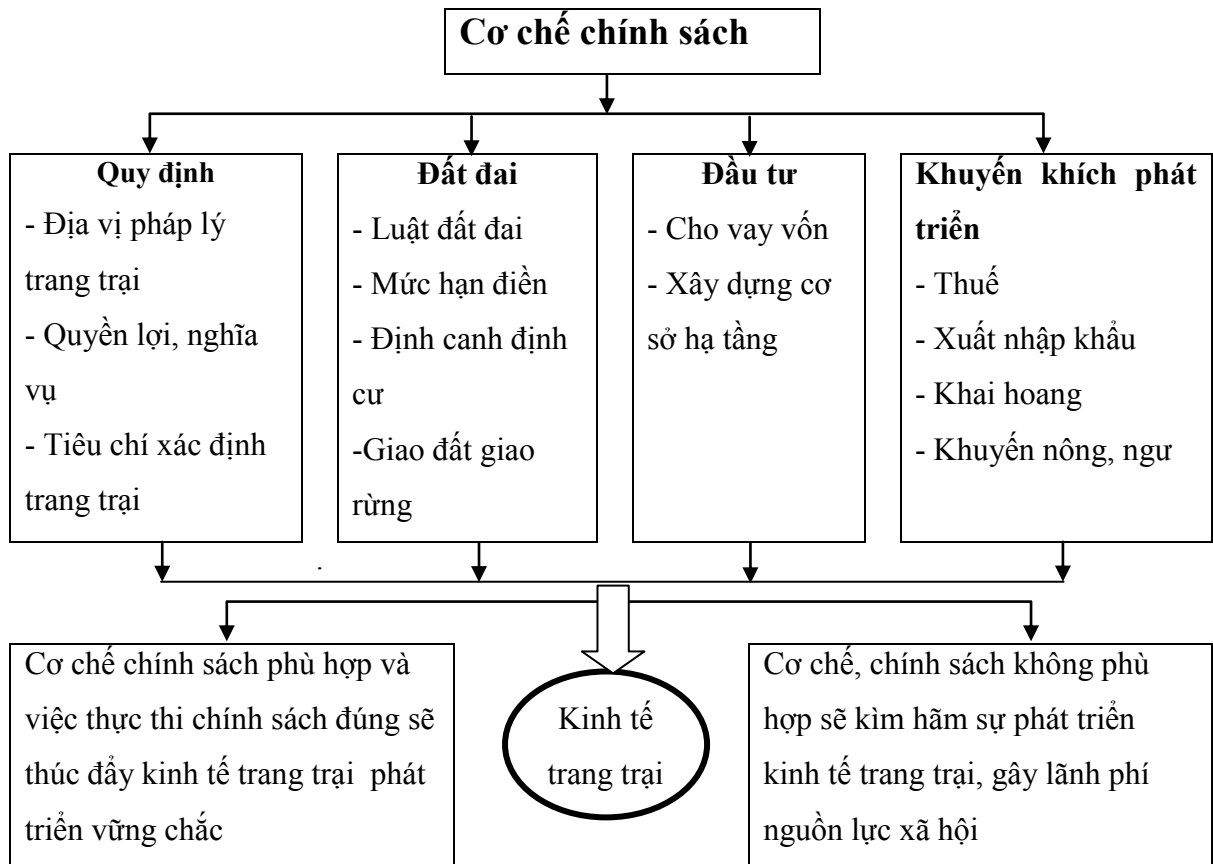 Cơ chế chính sách
Quy định
- Địa vị pháp lý
trang trại
- Quyền lợi, nghĩa
vụ
- Tiêu chí xác định
trang trại
Đất đai
- Luật đất đai
- Mức hạn điền
- Định canh định
cư
-Giao đất giao
rừng
Đầu tư
- Cho vay vốn
- Xây dựng cơ
sở hạ tầng
Khuyến khích phát
triển
- Thuế
- Xuất nhập khẩu
- Khai hoang
- Khuyến nông, ngư
Cơ chế chính sách phù hợp và
việc thực thi chính sách đúng sẽ
thúc đẩy kinh tế trang trại phát
triển vững chắc
Kinh tế
trang trại
Cơ chế, chính sách không phù
hợp sẽ kìm hãm sự phát triển
kinh tế trang trại, gây lãnh phí
nguồn lực xã hội